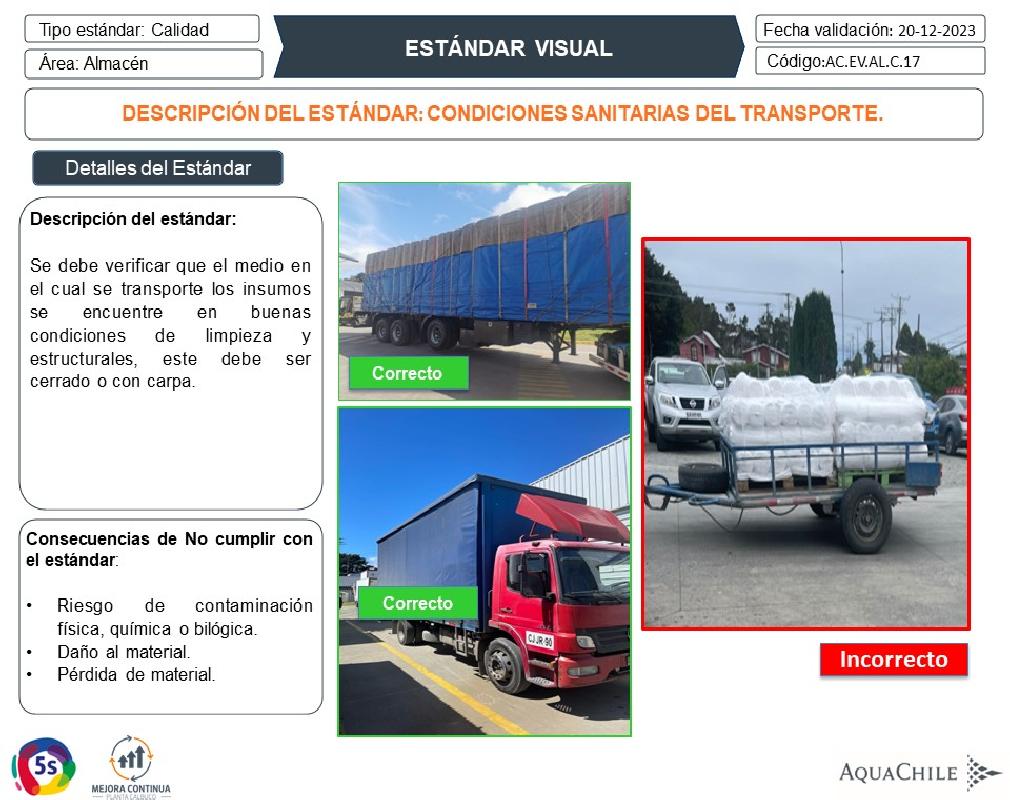 Tipo estándar: Calidad
Área: Almacén
ESTÁNDAR VISUAL
Fecha validación: 20-12-2023
Código:AC.EV.AL.C.17
DESCRIPCIÓN DEL ESTÁNDAR: CONDICIONES SANITARIAS DEL TRANSPORTE.
Detalles del Estándar
Descripción del estándar:
Se debe verificar que el medio en
el cual se transporte los insumos
se encuentre en buenas
condiciones de limpieza y
estructurales, este debe ser
cerrado o con carpa.
Consecuencias de No cumplir con
el estándar:
• Riesgo de contaminación
física, química o bilógica.
• Daño al material.
• Pérdida de material.
Correcto
Correcto
CJJR-90
Incorrecto
5s
MEJORA CONTINUA
PLANTA CALBUCO
AQUACHILE